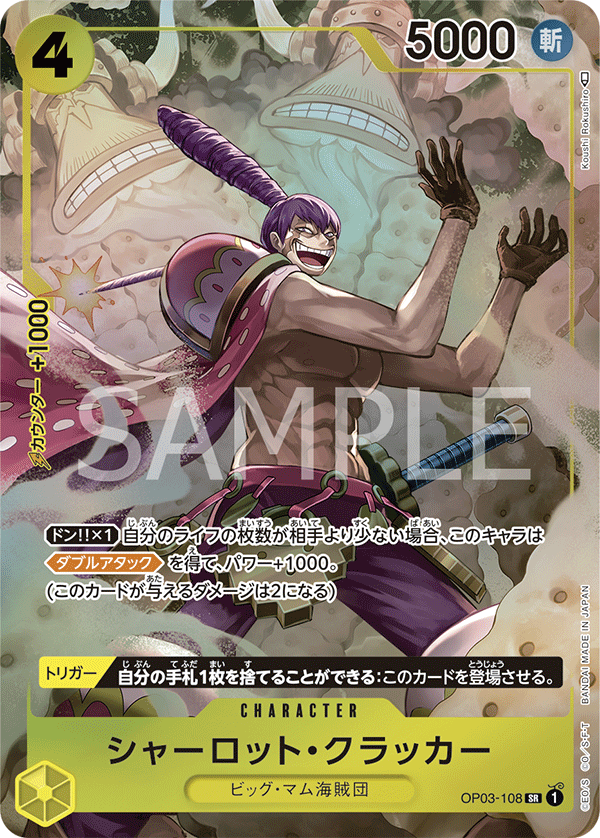 4
5000
斬
Koushi Rokushiro
カウンター +1000
SAMPLE
ドン!!×1 自分のライフの枚数が相手より少ない場合、このキャラは
ダブルアタック を得て、パワー+1000。
(このカードが与えるダメージは2になる)
トリガー 自分の手札1枚を捨てることができる:このカードを登場させる。
CHARACTER
シャーロット・クラッカー
ビッグ・マム海賊団
OP03-108 SR 1
©E.O/S ©O/S・F・T BANDAI MADE IN JAPAN